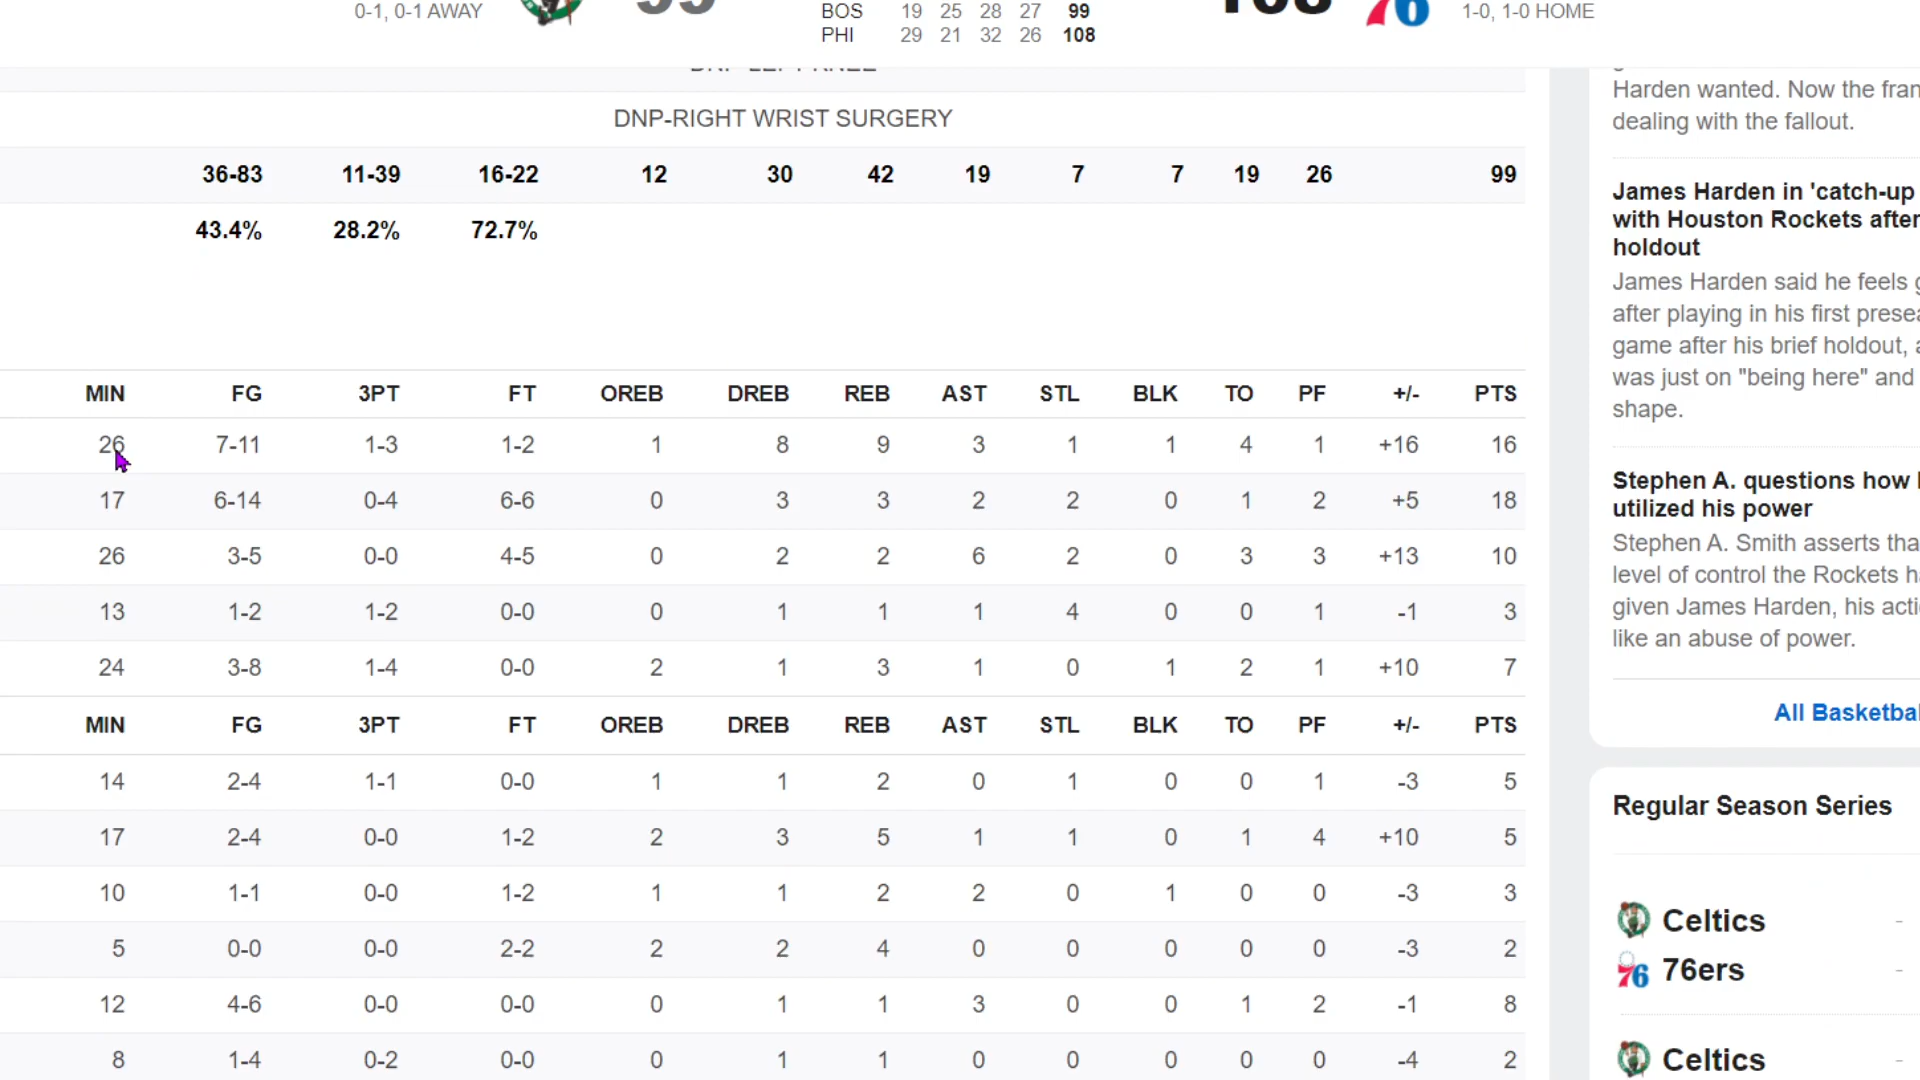 0-1, 0-1 AWAY
99
BOS 19 25 28 27 99
PHI 29 21 32 26 108
108
76
1-0, 1-0 HOME
DNP-RIGHT WRIST SURGERY
36-83 11-39 16-22 12 30 42 19 7 7 19 26 99
43.4% 28.2% 72.7%
MIN FG 3PT FT OREB DREB REB AST STL BLK TO PF +/- PTS
26 7-11 1-3 1-2 1 8 9 3 1 1 4 1 +16 16
17 6-14 0-4 6-6 0 3 3 2 2 0 1 2 +5 18
26 3-5 0-0 4-5 0 2 2 6 2 0 3 3 +13 10
13 1-2 1-2 0-0 0 1 1 1 4 0 0 1 -1 3
24 3-8 1-4 0-0 2 1 3 1 0 1 2 1 +10 7
MIN FG 3PT FT OREB DREB REB AST STL BLK TO PF +/- PTS
14 2-4 1-1 0-0 1 1 2 0 1 0 0 1 -3 5
17 2-4 0-0 1-2 2 3 5 1 1 0 1 4 +10 5
10 1-1 0-0 1-2 1 1 2 2 0 1 0 0 -3 3
5 0-0 0-0 2-2 2 2 4 0 0 0 0 0 -3 2
12 4-6 0-0 0-0 0 1 1 3 0 0 1 2 -1 8
8 1-4 0-2 0-0 0 1 1 0 0 0 0 0 -4 2
Harden wanted. Now the fran
dealing with the fallout.
James Harden in 'catch-up
with Houston Rockets after
holdout
James Harden said he feels g
after playing in his first presea
game after his brief holdout, a
was just on "being here" and
shape.
Stephen A. questions how
utilized his power
Stephen A. Smith asserts tha
level of control the Rockets ha
given James Harden, his acti
like an abuse of power.
All Basketbal
Regular Season Series
Celtics -
76 76ers -
Celtics -